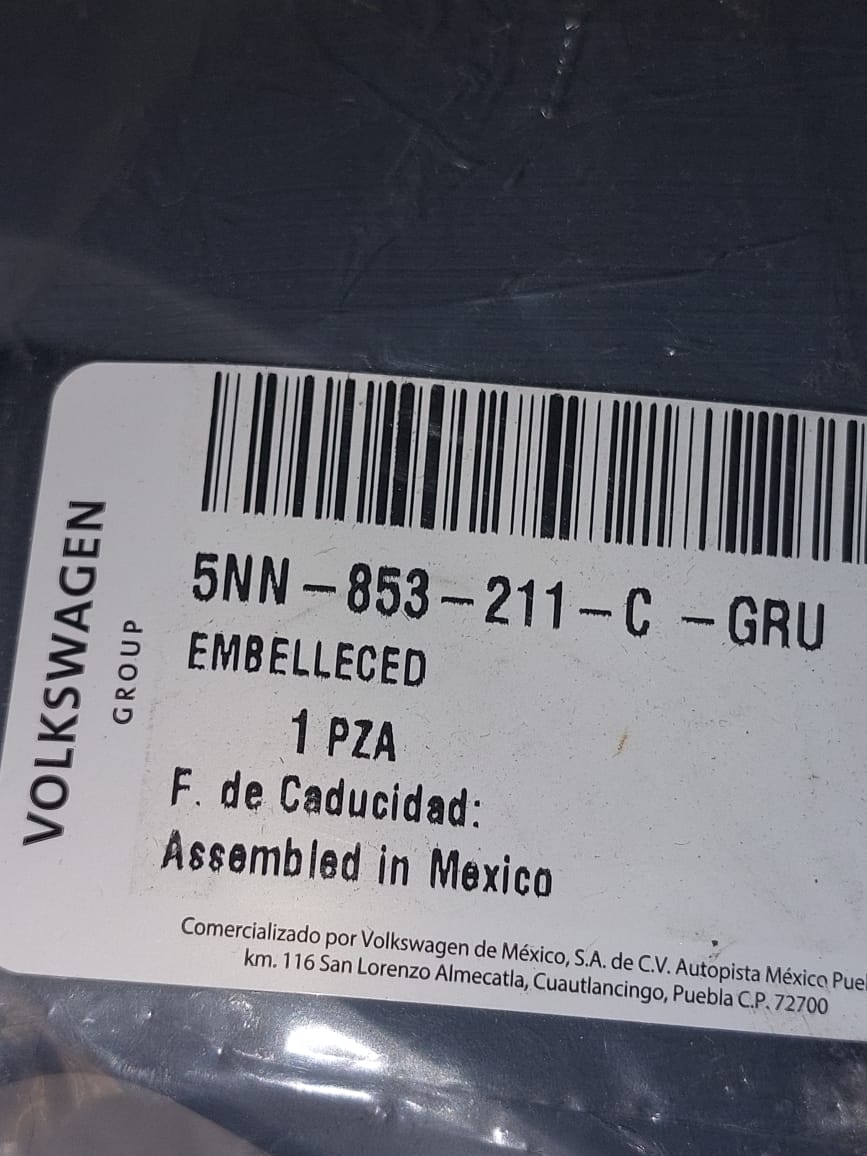 VOLKSWAGEN
GROUP
5NN-853-211-C -GRU
EMBELLECED
1 PZA
F. de Caducidad:
Assembled in Mexico
Comercializado por Volkswagen de México, S.A. de C.V. Autopista México
km. 116 San Lorenzo Almecatla, Cuautlancingo, Puebla C.P. 72700